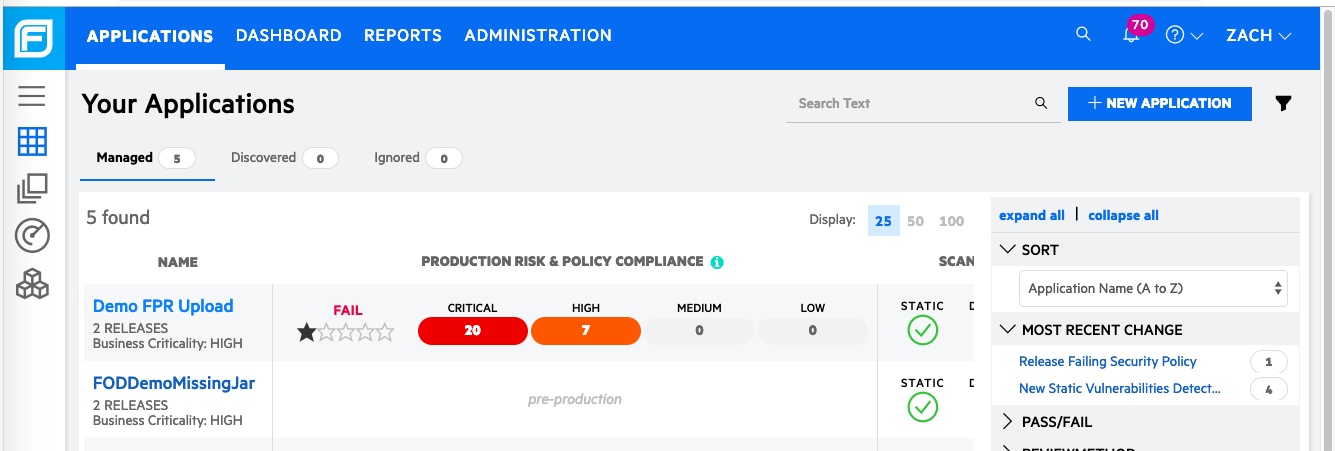 APPLICATIONS DASHBOARD REPORTS ADMINISTRATION 70 ZACH
Your Applications
Search Text
+ NEW APPLICATION
Managed 5 Discovered 0 Ignored 0
5 found
Display: 25 50 100
NAME PRODUCTION RISK & POLICY COMPLIANCE SCAN
Demo FPR Upload
2 RELEASES
Business Criticality: HIGH
FAIL
CRITICAL HIGH MEDIUM LOW
20 7 0 0
STATIC D
FODDemoMissingJar
2 RELEASES
Business Criticality: HIGH
pre-production
STATIC D
expand all | collapse all
SORT
Application Name (A to Z)
MOST RECENT CHANGE
Release Failing Security Policy 1
New Static Vulnerabilities Detect... 4
PASS/FAIL